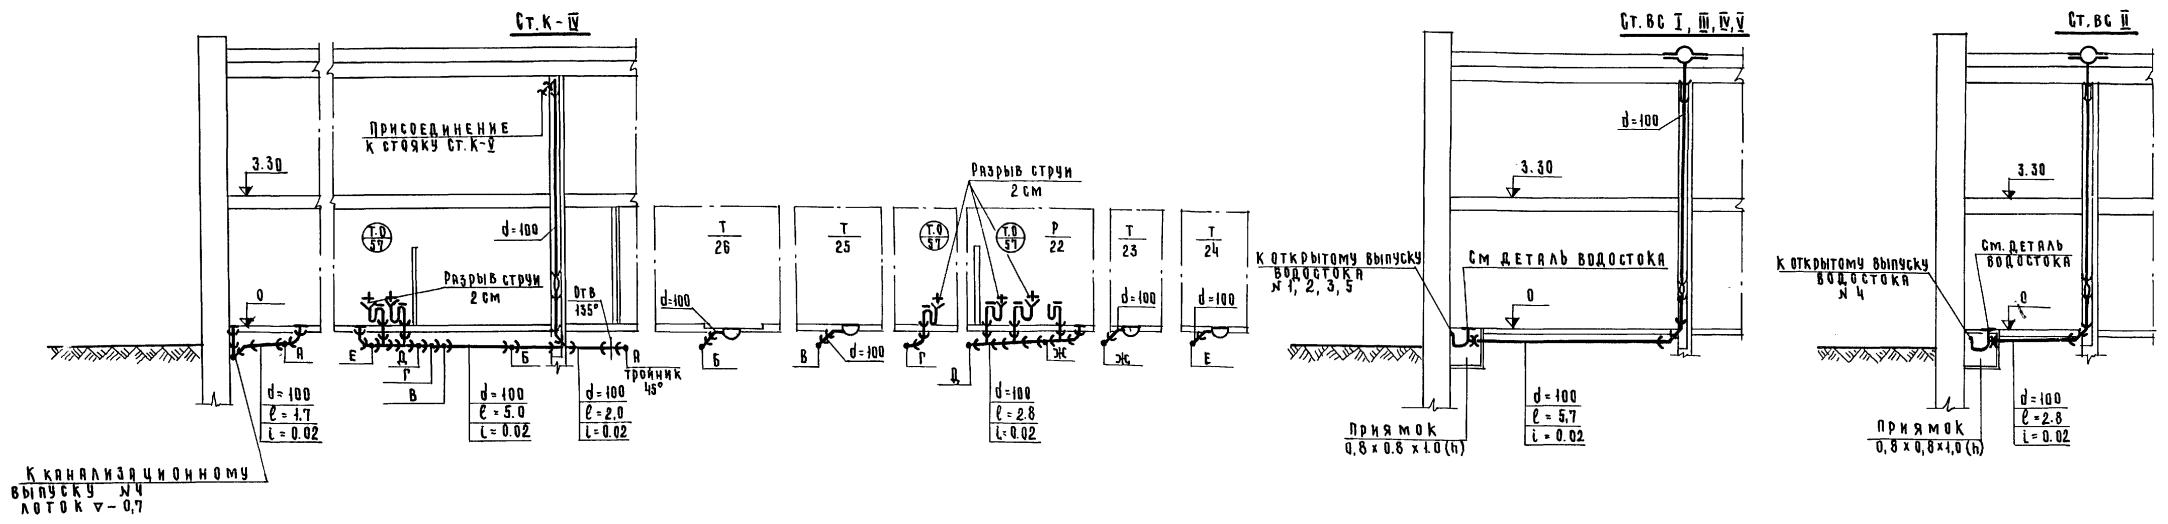 Ст. К-IV
Присоединение
к стояку Ст. К-V
3.30
Т.О
57
d=100
Разрыв струи
2 см
0
Отв
135°
А
Е
Д
Г
В
Б
А
Тройник
45°
d=100
ℓ=1.7
i=0.02
d=100
ℓ=5.0
i=0.02
d=100
ℓ=2,0
i=0.02
К канализационному
выпуску N4
лоток ▽-0,7
Т
26
d=100
Б
Т
25
В
d=100
Разрыв струи
2 см
Т.О
57
Г
Т.О
57
Р
22
Д
Ж
d=100
ℓ=2.8
i=0.02
Т
23
d=100
Ж
Т
24
d=100
Е
Ст. ВС I, III, IV, V
d=100
3.30
К открытому выпуску
водостока
N 1, 2, 3, 5
См деталь водостока
0
d=100
ℓ=5,7
i=0.02
Приямок
0,8×0.8×1.0(h)
Ст. ВС II
3.30
К открытому выпуску
водостока
N 4
См. деталь
водостока
0
d=100
ℓ=2.8
i=0.02
Приямок
0,8×0,8×1,0(h)